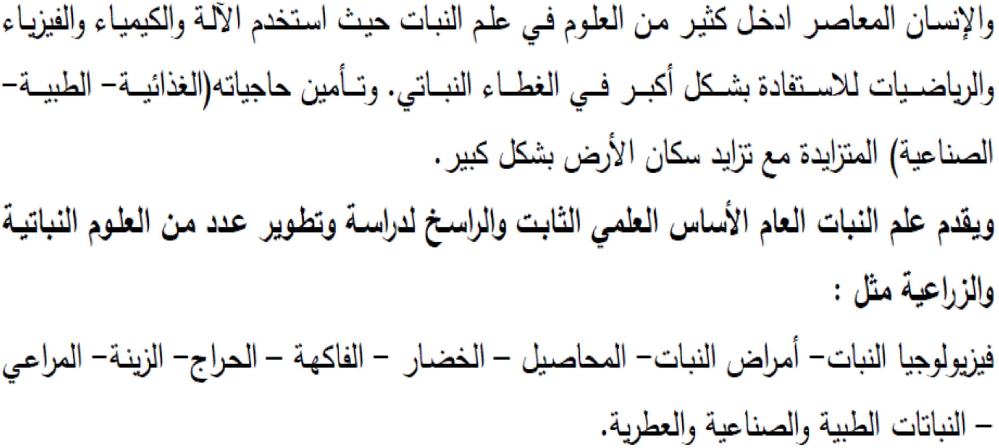 والإنسان المعاصر ادخل كثير من العلوم في علم النبات حيث استخدم الآلة والكيمياء والفيزياء
والرياضيات للاستفادة بشكل أكبر في الغطاء النباتي. وتأمين حاجياته(الغذائية– الطبية–
الصناعية) المتزايدة مع تزايد سكان الأرض بشكل كبير.
ويقدم علم النبات العام الأساس العلمي الثابت والراسخ لدراسة وتطوير عدد من العلوم النباتية
والزراعية مثل :
فيزيولوجيا النبات– أمراض النبات– المحاصيل – الخضار – الفاكهة – الحراج– الزينة– المراعي
– النباتات الطبية والصناعية والعطرية.